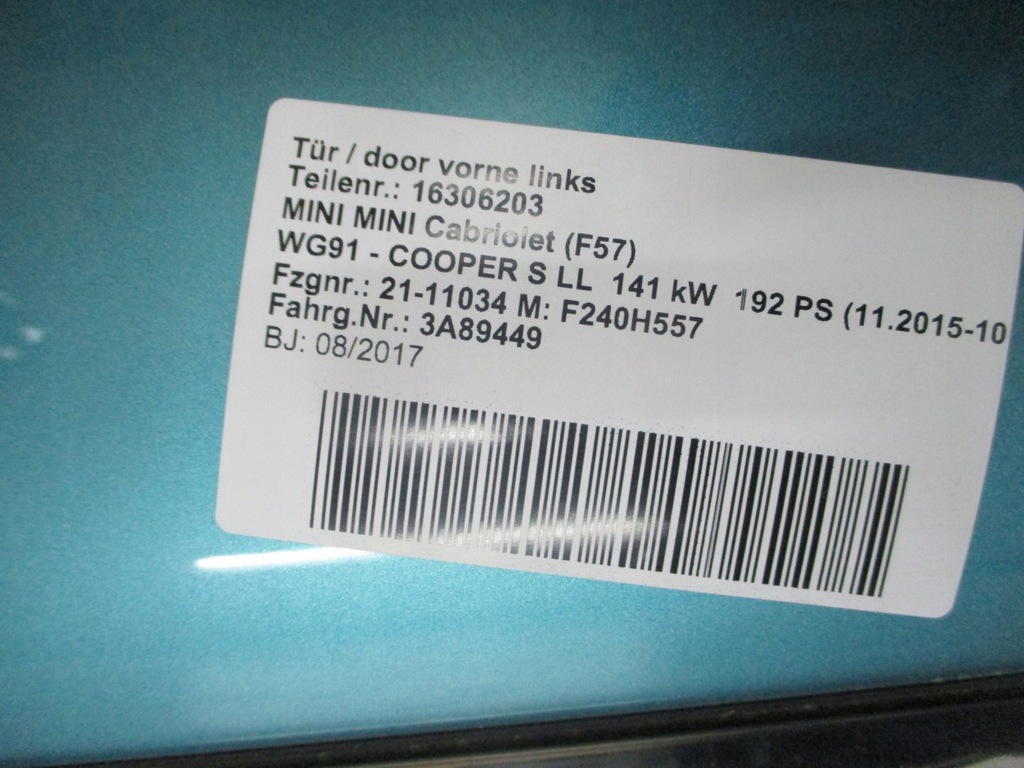 Tür / door vorne links
Teilenr.: 16306203
MINI MINI Cabriolet (F57)
WG91 - COOPER S LL 141 kW 192 PS (11.2015-10
Fzgnr.: 21-11034 M: F240H557
Fahrg.Nr.: 3A89449
BJ: 08/2017